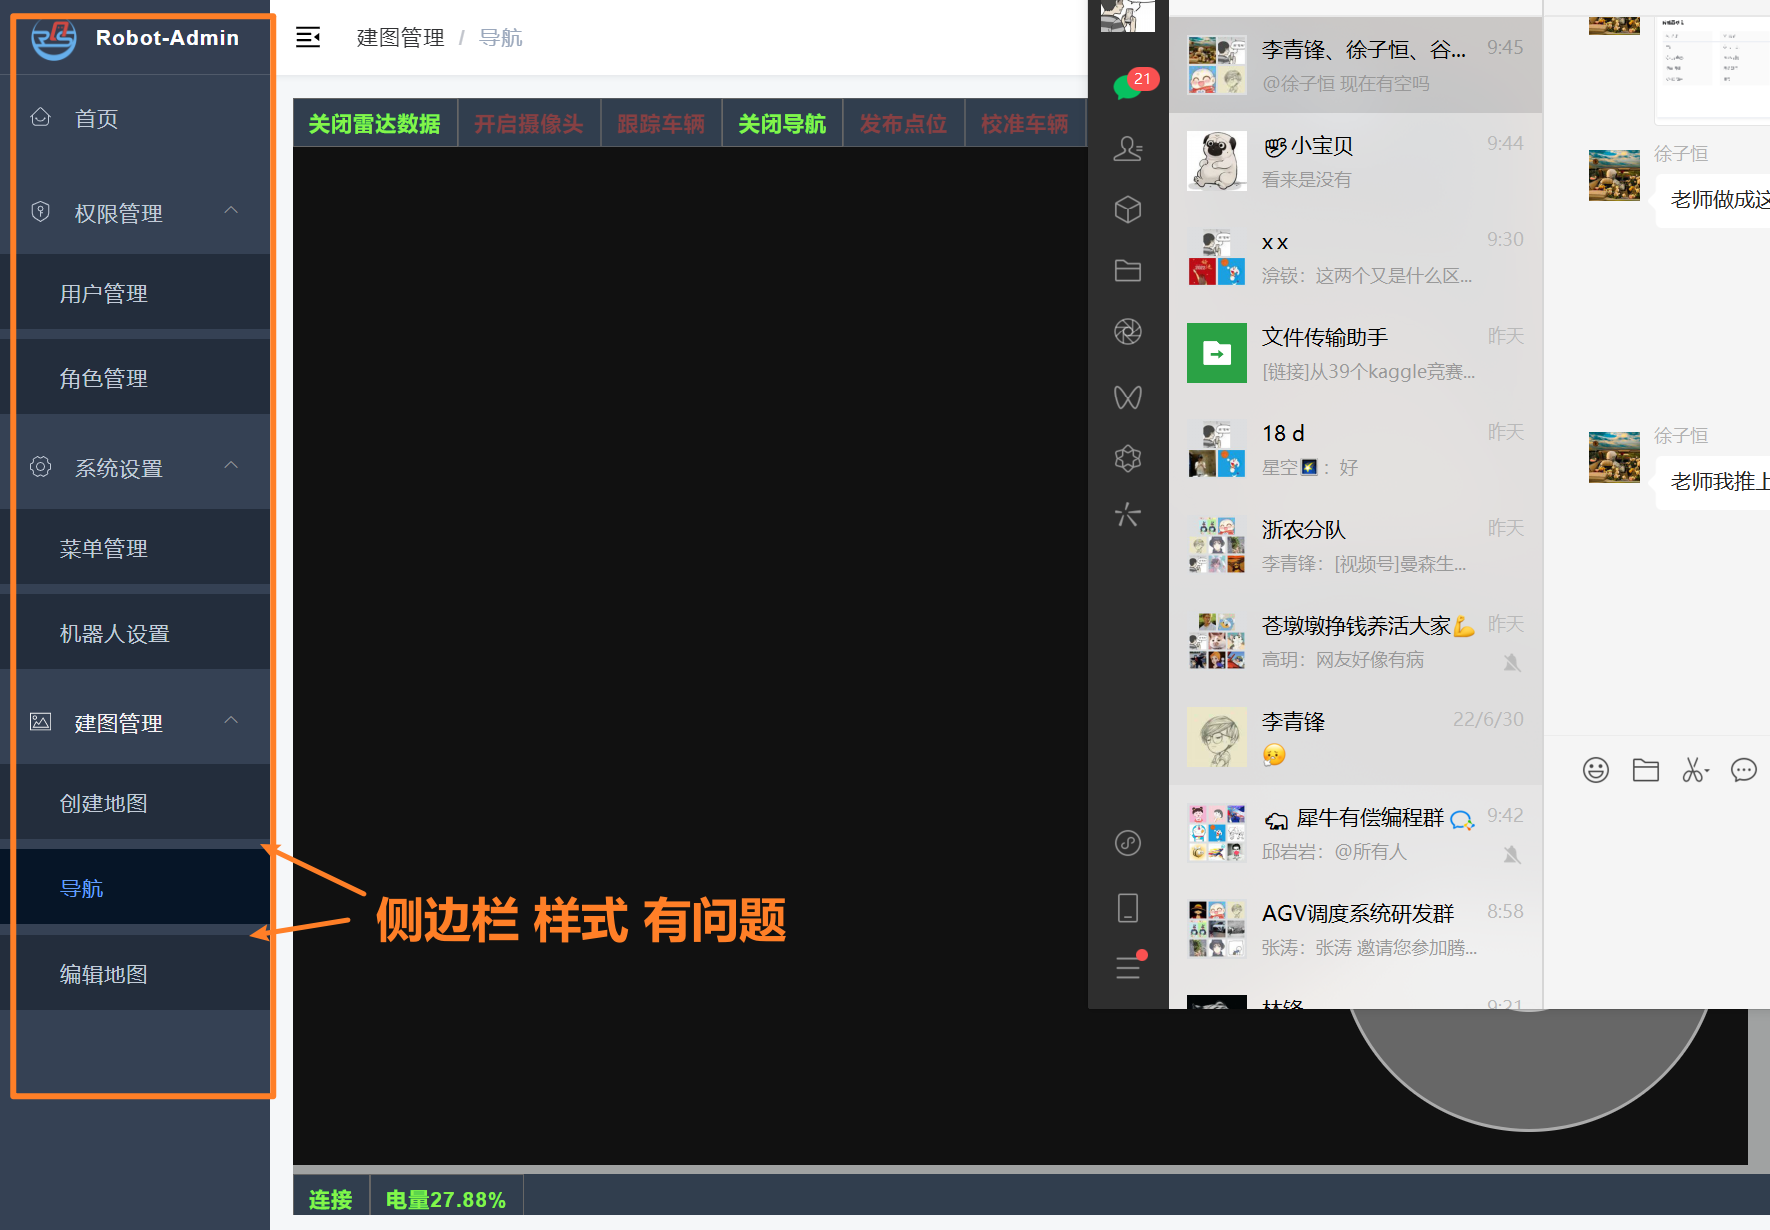 Robot-Admin
首页
权限管理
用户管理
角色管理
系统设置
菜单管理
机器人设置
建图管理
创建地图
导航
编辑地图
建图管理 / 导航
关闭雷达数据
开启摄像头
跟踪车辆
关闭导航
发布点位
校准车辆
侧边栏 样式 有问题
连接
电量27.88%
21
李青锋、徐子恒、谷... 9:45
@徐子恒 现在有空吗
小宝贝 9:44
看来是没有
x x 9:30
渰嵚：这两个又是什么区...
文件传输助手 昨天
[链接]从39个kaggle竞赛...
18 d 昨天
星空🌠：好
浙农分队 昨天
李青锋：[视频号]曼森生...
苍墩墩挣钱养活大家💪 昨天
高玥：网友好像有病
李青锋 22/6/30
犀牛有偿编程群 9:42
邱岩岩：@所有人
AGV调度系统研发群 8:58
张涛：张涛 邀请您参加腾...
9:21
徐子恒
老师做成这
徐子恒
老师我推上